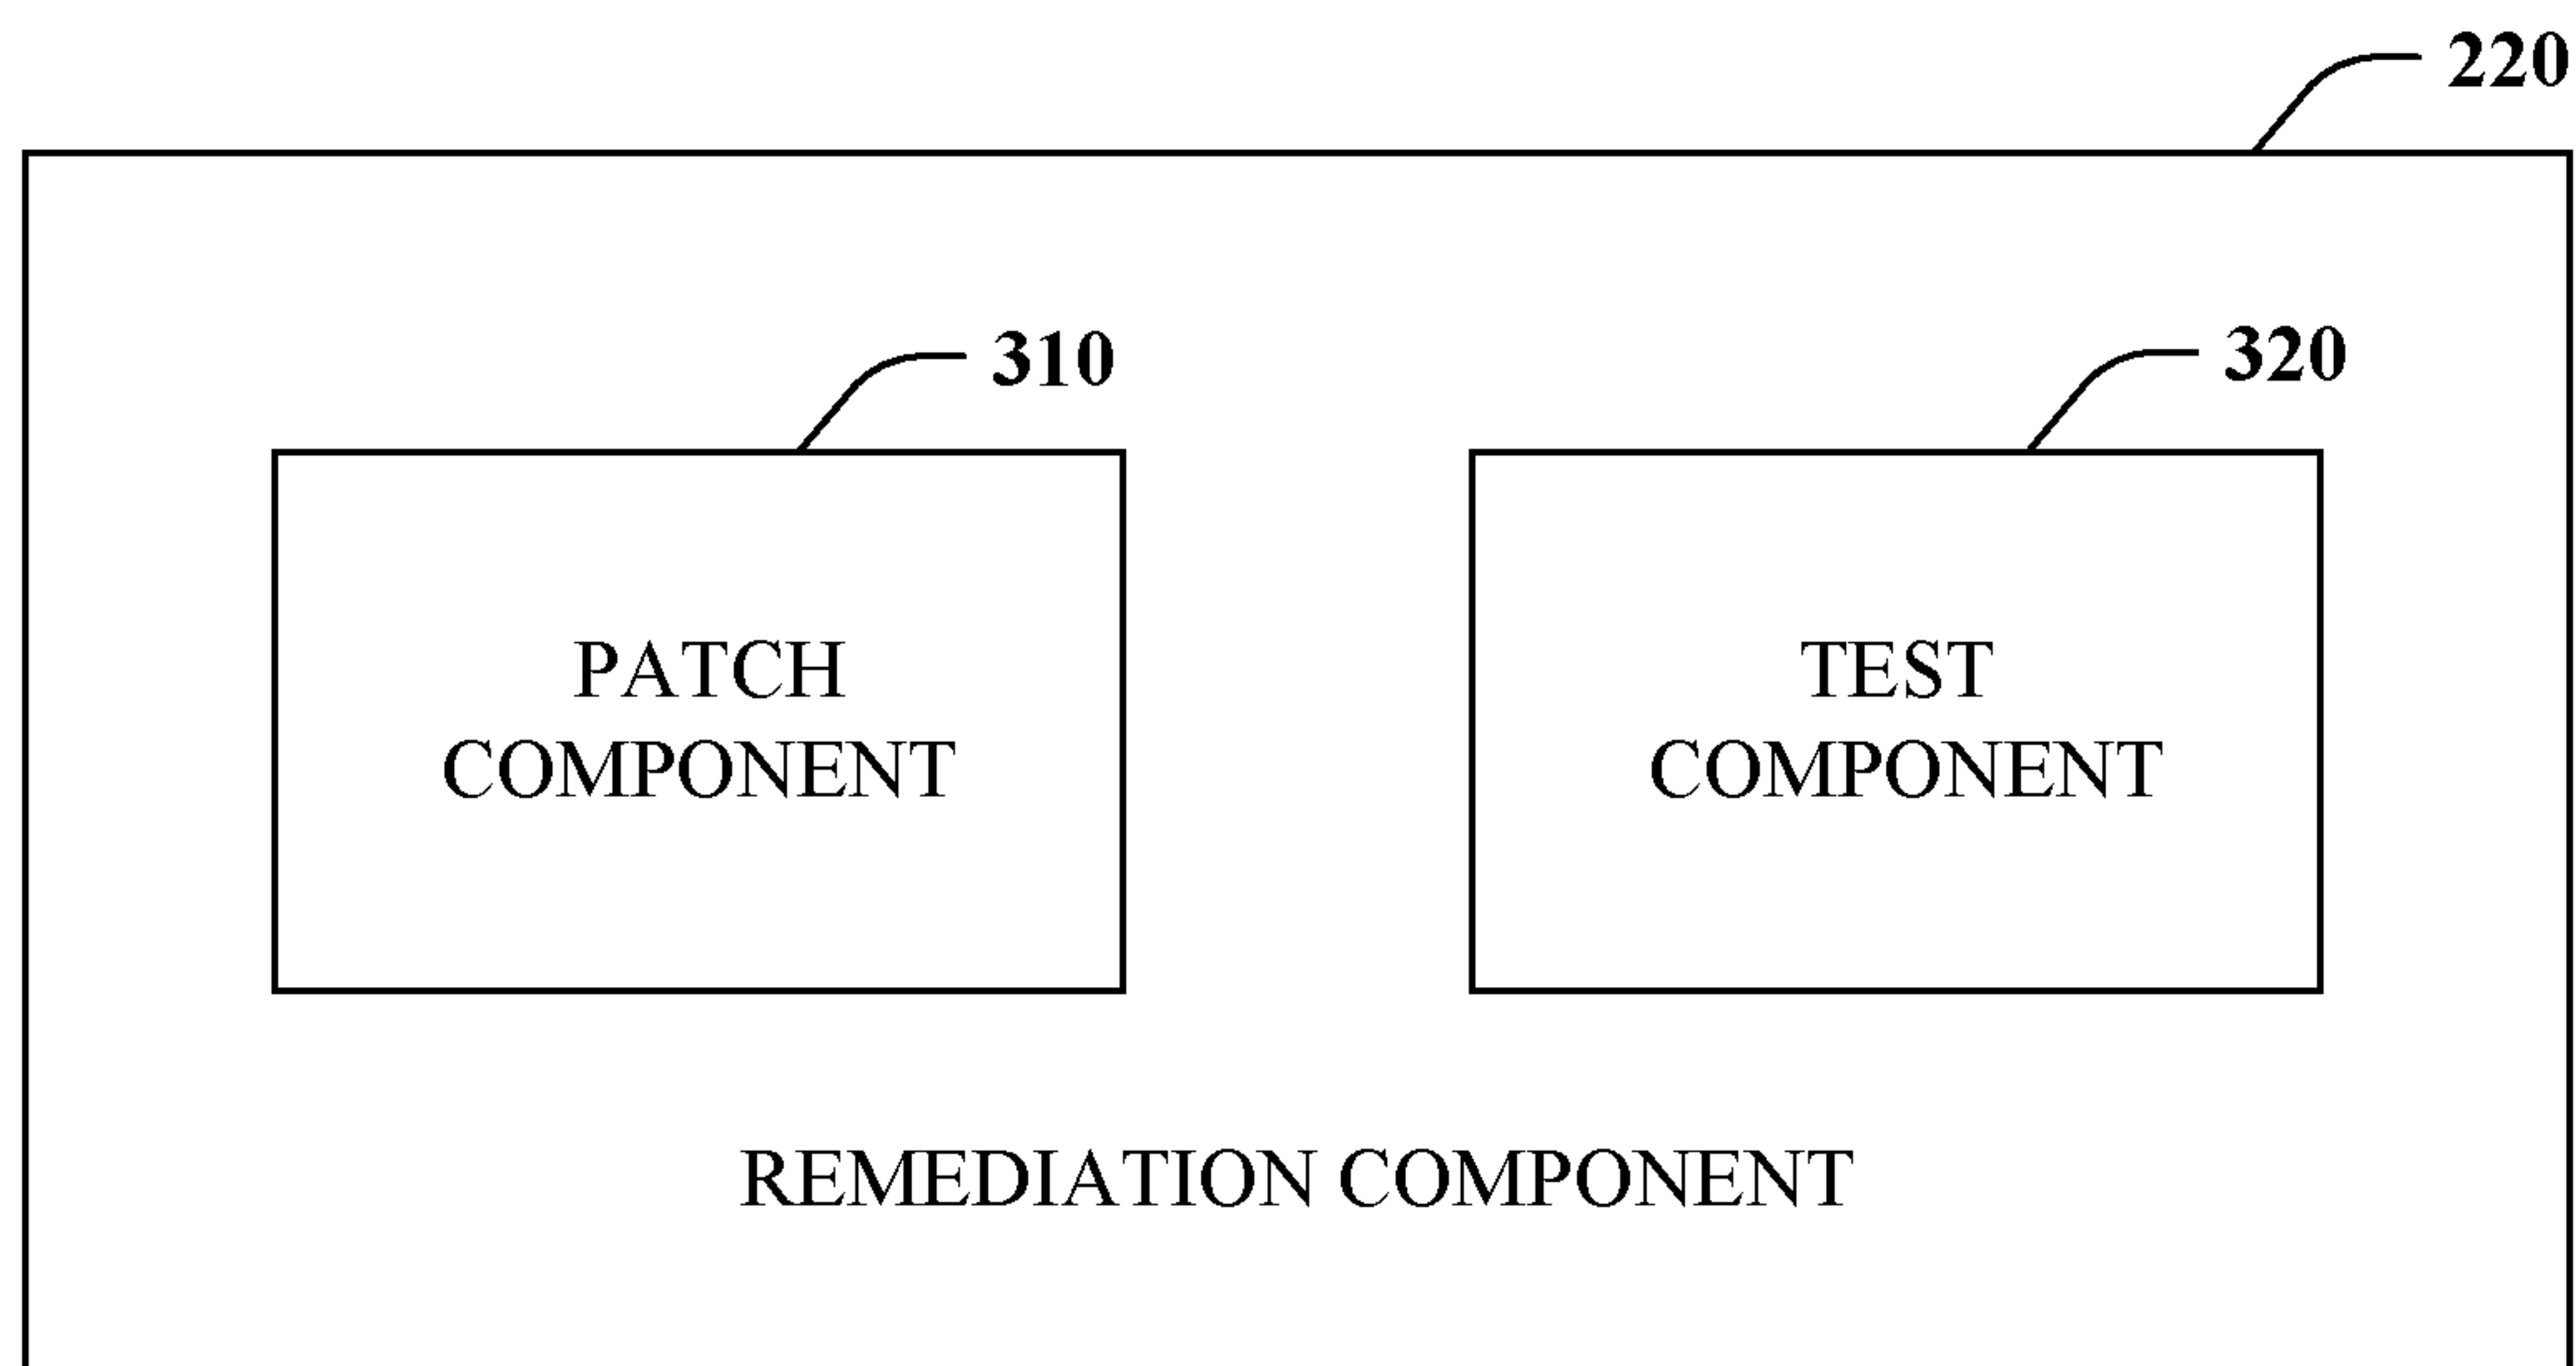 220
310
320
PATCH
COMPONENT
TEST
COMPONENT
REMEDIATION COMPONENT